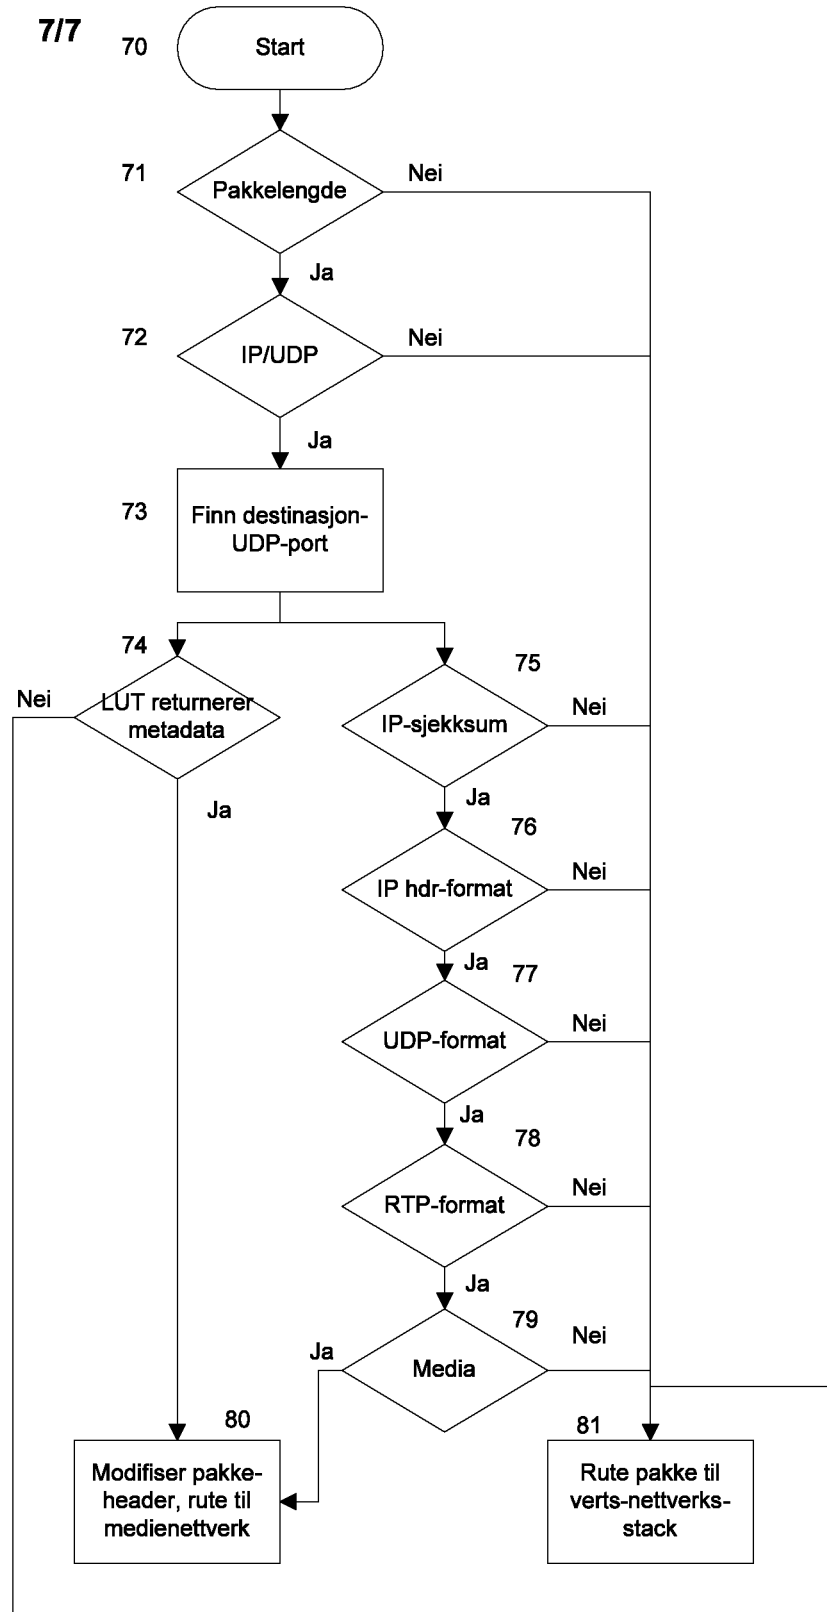 7/7
70
Start
71
Pakkelengde
Nei
Ja
72
IP/UDP
Nei
Ja
73
Finn destinasjon-
UDP-port
74
LUT returnerer
metadata
Nei
Ja
75
IP-sjekksum
Nei
Ja
76
IP hdr-format
Nei
Ja
77
UDP-format
Nei
Ja
78
RTP-format
Nei
Ja
79
Media
Nei
Ja
80
Modifiser pakke-
header, rute til
medienettverk
81
Rute pakke til
verts-nettverks-
stack